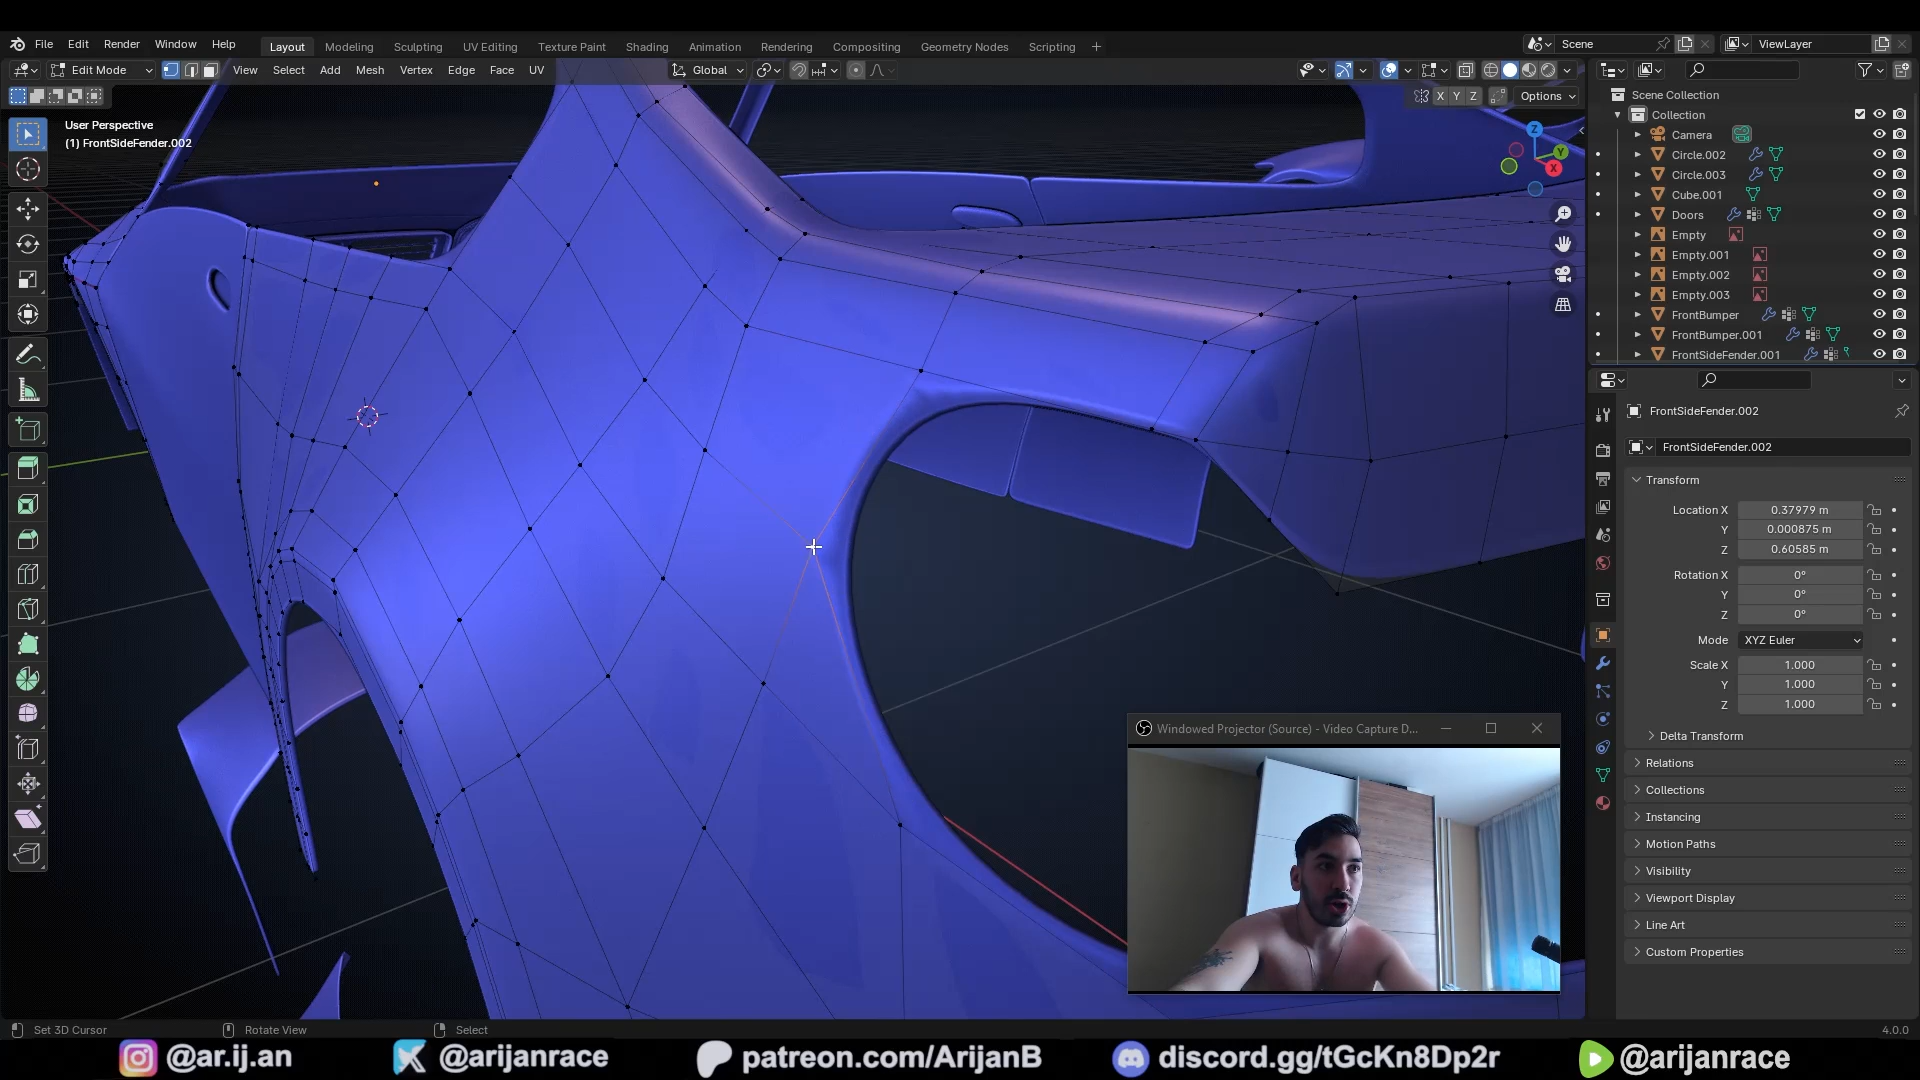 File Edit Render Window Help Layout Modeling Sculpting UV Editing Texture Paint Shading Animation Rendering Compositing Geometry Nodes Scripting + Scene ViewLayer
Edit Mode View Select Add Mesh Vertex Edge Face UV Global
X Y Z Options
User Perspective
(1) FrontSideFender.002
Z
Y
X
Scene Collection
Collection
Camera
Circle.002
Circle.003
Cube.001
Doors
Empty
Empty.001
Empty.002
Empty.003
FrontBumper
FrontBumper.001
FrontSideFender.001
FrontSideFender.002
FrontSideFender.002
Transform
Location X 0.37979 m
Y 0.000875 m
Z 0.60585 m
Rotation X 0°
Y 0°
Z 0°
Mode XYZ Euler
Scale X 1.000
Y 1.000
Z 1.000
Delta Transform
Relations
Collections
Instancing
Motion Paths
Visibility
Viewport Display
Line Art
Custom Properties
Windowed Projector (Source) - Video Capture D...
Set 3D Cursor Rotate View Select 4.0.0
@ar.ij.an @arijanrace patreon.com/ArijanB discord.gg/tGcKn8Dp2r @arijanrace